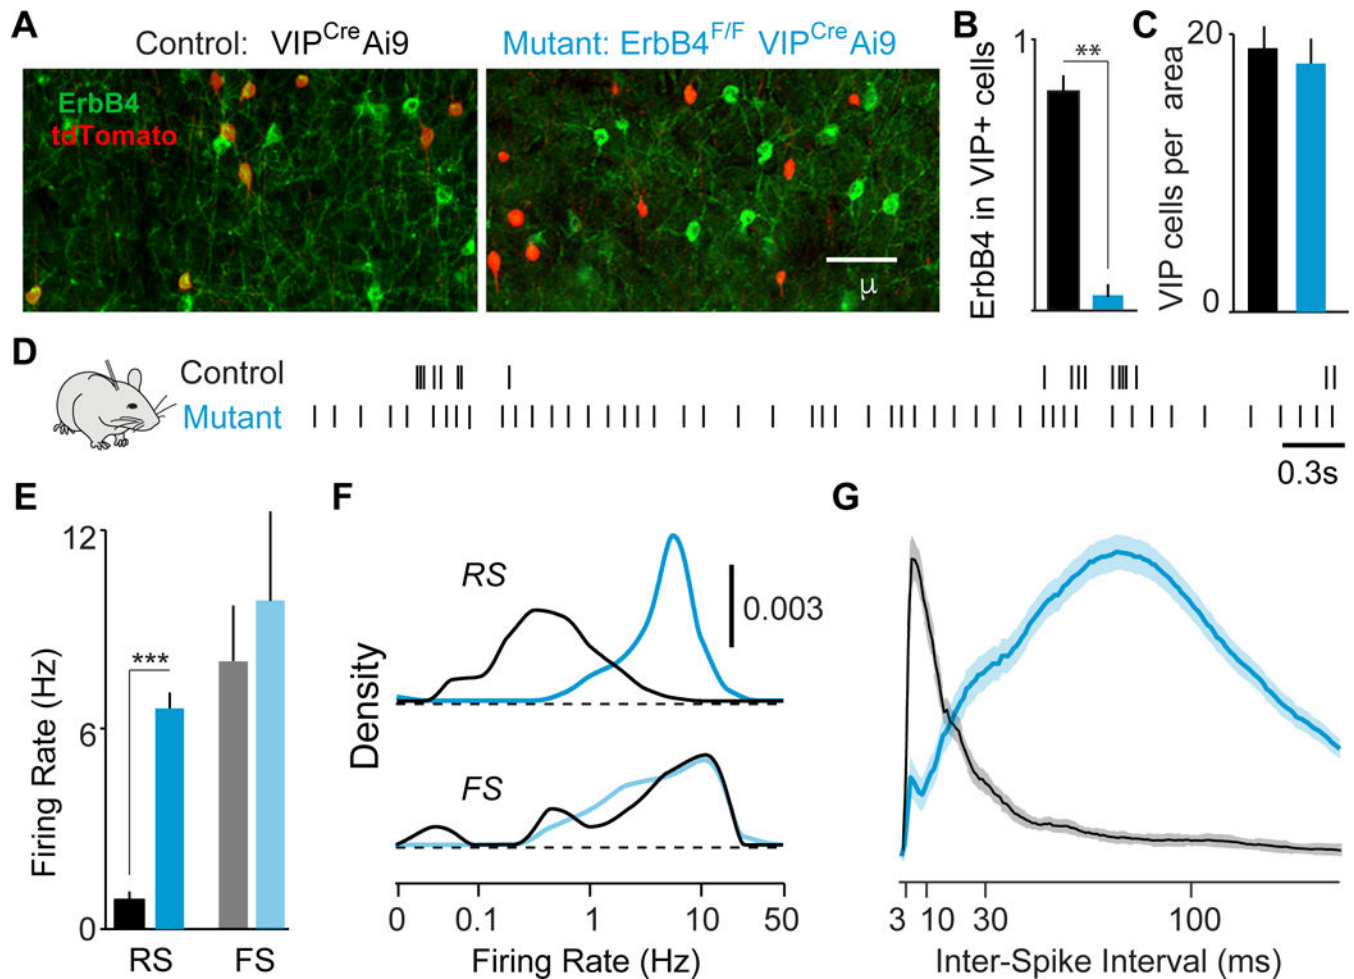 A
Control: VIPCreAi9
Mutant: ErbB4F/F VIPCreAi9
ErbB4
tdTomato
μ
B
ErbB4 in VIP+ cells
1
**
C
VIP cells per area
20
0
D
Control
Mutant
0.3s
E
Firing Rate (Hz)
12
6
0
***
RS
FS
F
Density
RS
0.003
FS
0
0.1
1
10
50
Firing Rate (Hz)
G
3
10
30
100
Inter-Spike Interval (ms)